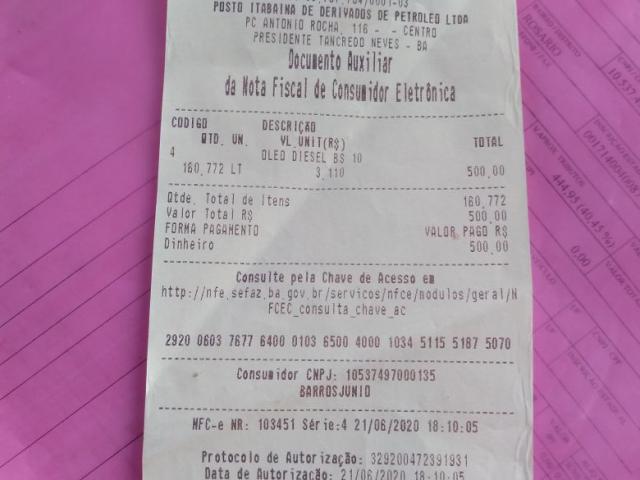 POSTO ITABAINA DE DERIVADOS DE PETROLEO LTDA
PC ANTONIO ROCHA, 116 - - CENTRO
PRESIDENTE TANCREDO NEVES - BA
Documento Auxiliar
da Nota Fiscal de Consumidor Eletrônica
CODIGO DESCRIÇÃO
QTD. UN. VL.UNIT(R$) TOTAL
4 OLEO DIESEL BS 10
160,772 LT 3,110 500,00
Qtde. Total de Itens 160,772
Valor Total R$ 500,00
FORMA PAGAMENTO VALOR PAGO R$
Dinheiro 500,00
Consulte pela Chave de Acesso em
http://nfe.sefaz.ba.gov.br/servicos/nfce/modulos/geral/N
FCEC_consulta_chave_ac
2920 0603 7677 6400 0103 6500 4000 1034 5115 5187 5070
Consumidor CNPJ: 10537497000135
BARROSJUNIO
NFC-e NR: 103451 Série:4 21/06/2020 18:10:05
Protocolo de Autorização: 329200472391931
Data de Autorização: 21/06/2020 18:10:05
ROSARIO
10.537
444,95 (40,45 %)
0,00